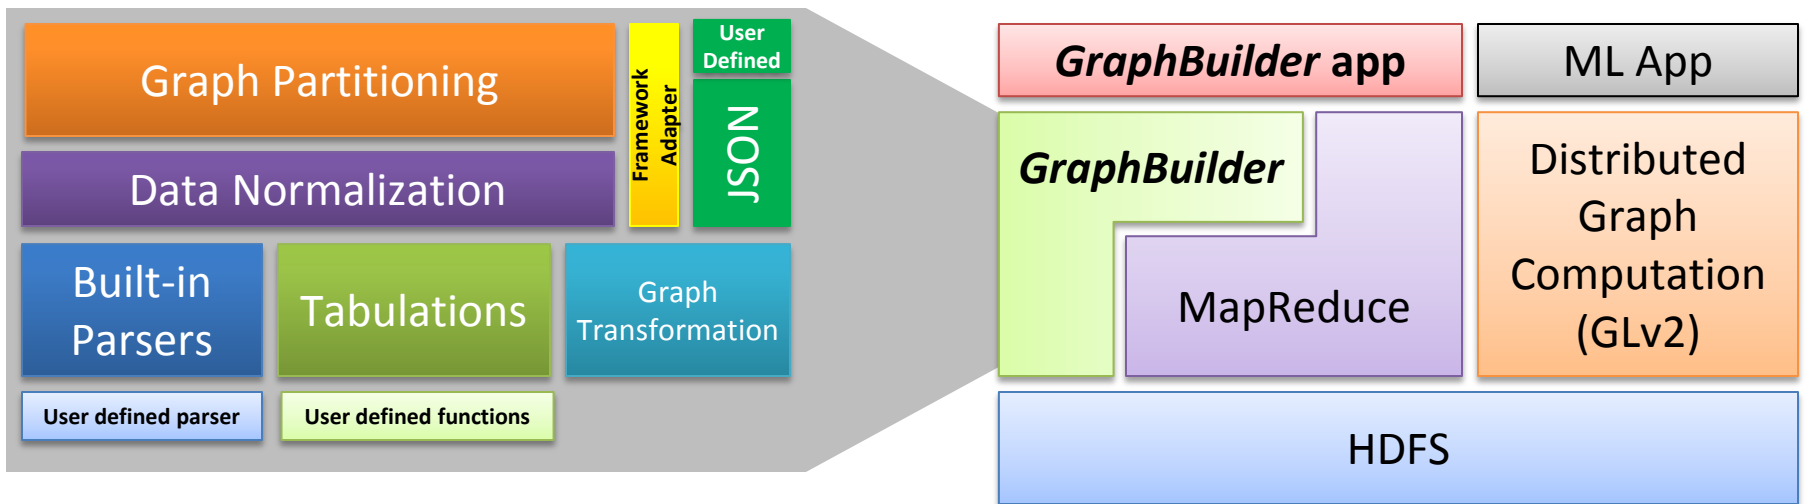 Graph Partitioning
Data Normalization
Framework
Adapter
User
Defined
JSON
Built-in
Parsers
Tabulations
Graph
Transformation
User defined parser
User defined functions
GraphBuilder app
ML App
GraphBuilder
MapReduce
Distributed
Graph
Computation
(GLv2)
HDFS